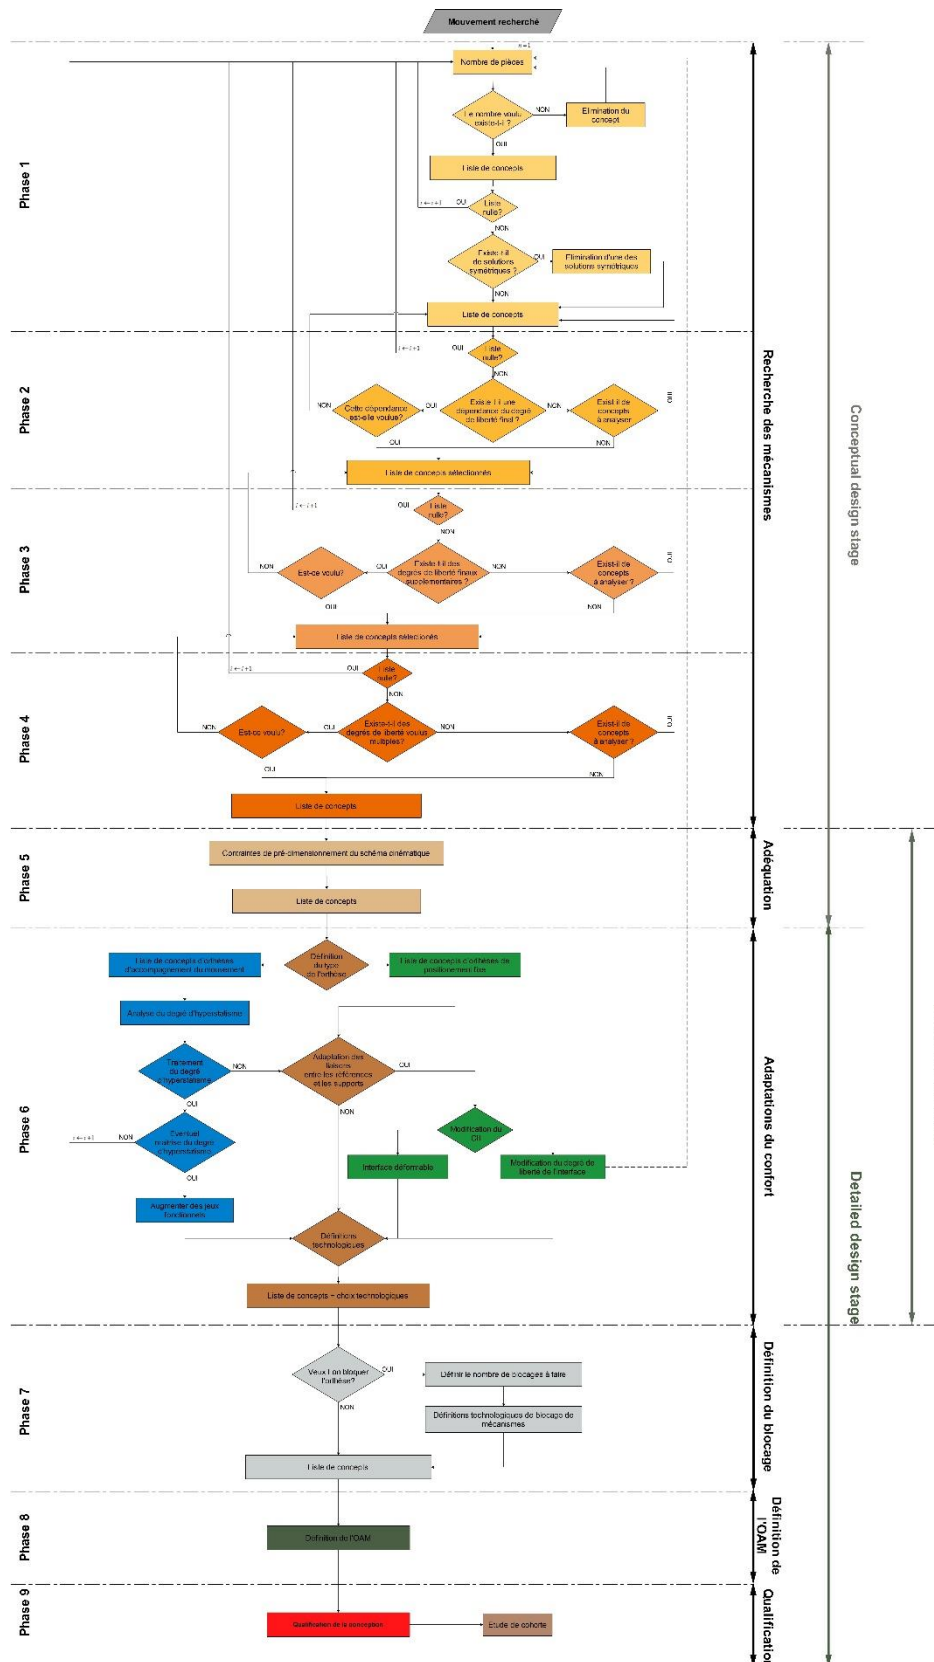 Mouvement recherché
n=1
Nombre de pièces
Le nombre voulu
existe-t-il ?
NON
Elimination du
concept
OUI
Liste de concepts
Liste
nulle?
OUI
NON
Existe t-il
de solutions
symétriques ?
OUI
Elimination d'une des
solutions symétriques
NON
Liste de concepts
Phase 1
Liste
nulle?
OUI
i←i+1
NON
Existe t-il une
dépendance du degré
de liberté final ?
OUI
Cette dépendance
est-elle voulue?
NON
NON
Exist-il de
concepts
à analyser
OUI
OUI
NON
Liste de concepts sélectionnés
Phase 2
Recherche des mécanismes
Conceptual design stage
Liste
nulle?
OUI
i←i+1
NON
Existe t-il des
degrés de liberté finaux
supplémentaires ?
OUI
Est-ce voulu?
NON
NON
Exist-il de
concepts
à analyser ?
OUI
OUI
NON
Liste de concepts sélectionés
Phase 3
Liste
nulle?
OUI
i←i+1
NON
Existe-t-il des
degrés de liberté voulus
multiples?
OUI
Est-ce voulu?
NON
NON
Exist-il de
concepts
à analyser ?
OUI
OUI
NON
Liste de concepts
Phase 4
Contraintes de pré-dimensionnement du schéma cinématique
Liste de concepts
Phase 5
Adéquation
Définition
du type
de l'orthèse
Liste de concepts d'orthèses
d'accompagnement du mouvement
Liste de concepts d'orthèses de
positionement fixe
Analyse du degré d'hyperstatisme
Traitement
du degré
d'hyperstatisme
NON
OUI
Adaptation des
liaisons
entre les références
et les supports
OUI
NON
Eventuel
maitrise du degré
d'hyperstatisme
NON
OUI
Augmenter des jeux
fonctionnels
Modification du
CII
Interface déformable
Modification du degré de
liberté de l'interface
Définitions
technologiques
Liste de concepts + choix technologiques
Phase 6
Adaptations du confort
Detailed design stage
Veux t-on bloquer
l'orthèse?
OUI
NON
Définir le nombre de blocages à faire
Définitions technologiques de blocage de
mécanismes
Liste de concepts
Phase 7
Définition du blocage
Définition de l'OAM
Phase 8
Définition de
l'OAM
Qualification de la conception
Etude de cohorte
Phase 9
Qualification